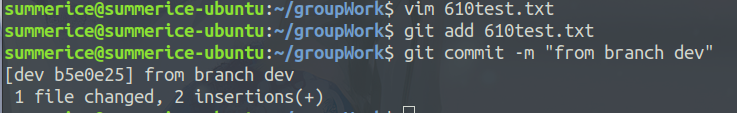 summerice@summerice-ubuntu:~/groupWork$ vim 610test.txt
summerice@summerice-ubuntu:~/groupWork$ git add 610test.txt
summerice@summerice-ubuntu:~/groupWork$ git commit -m "from branch dev"
[dev b5e0e25] from branch dev
 1 file changed, 2 insertions(+)